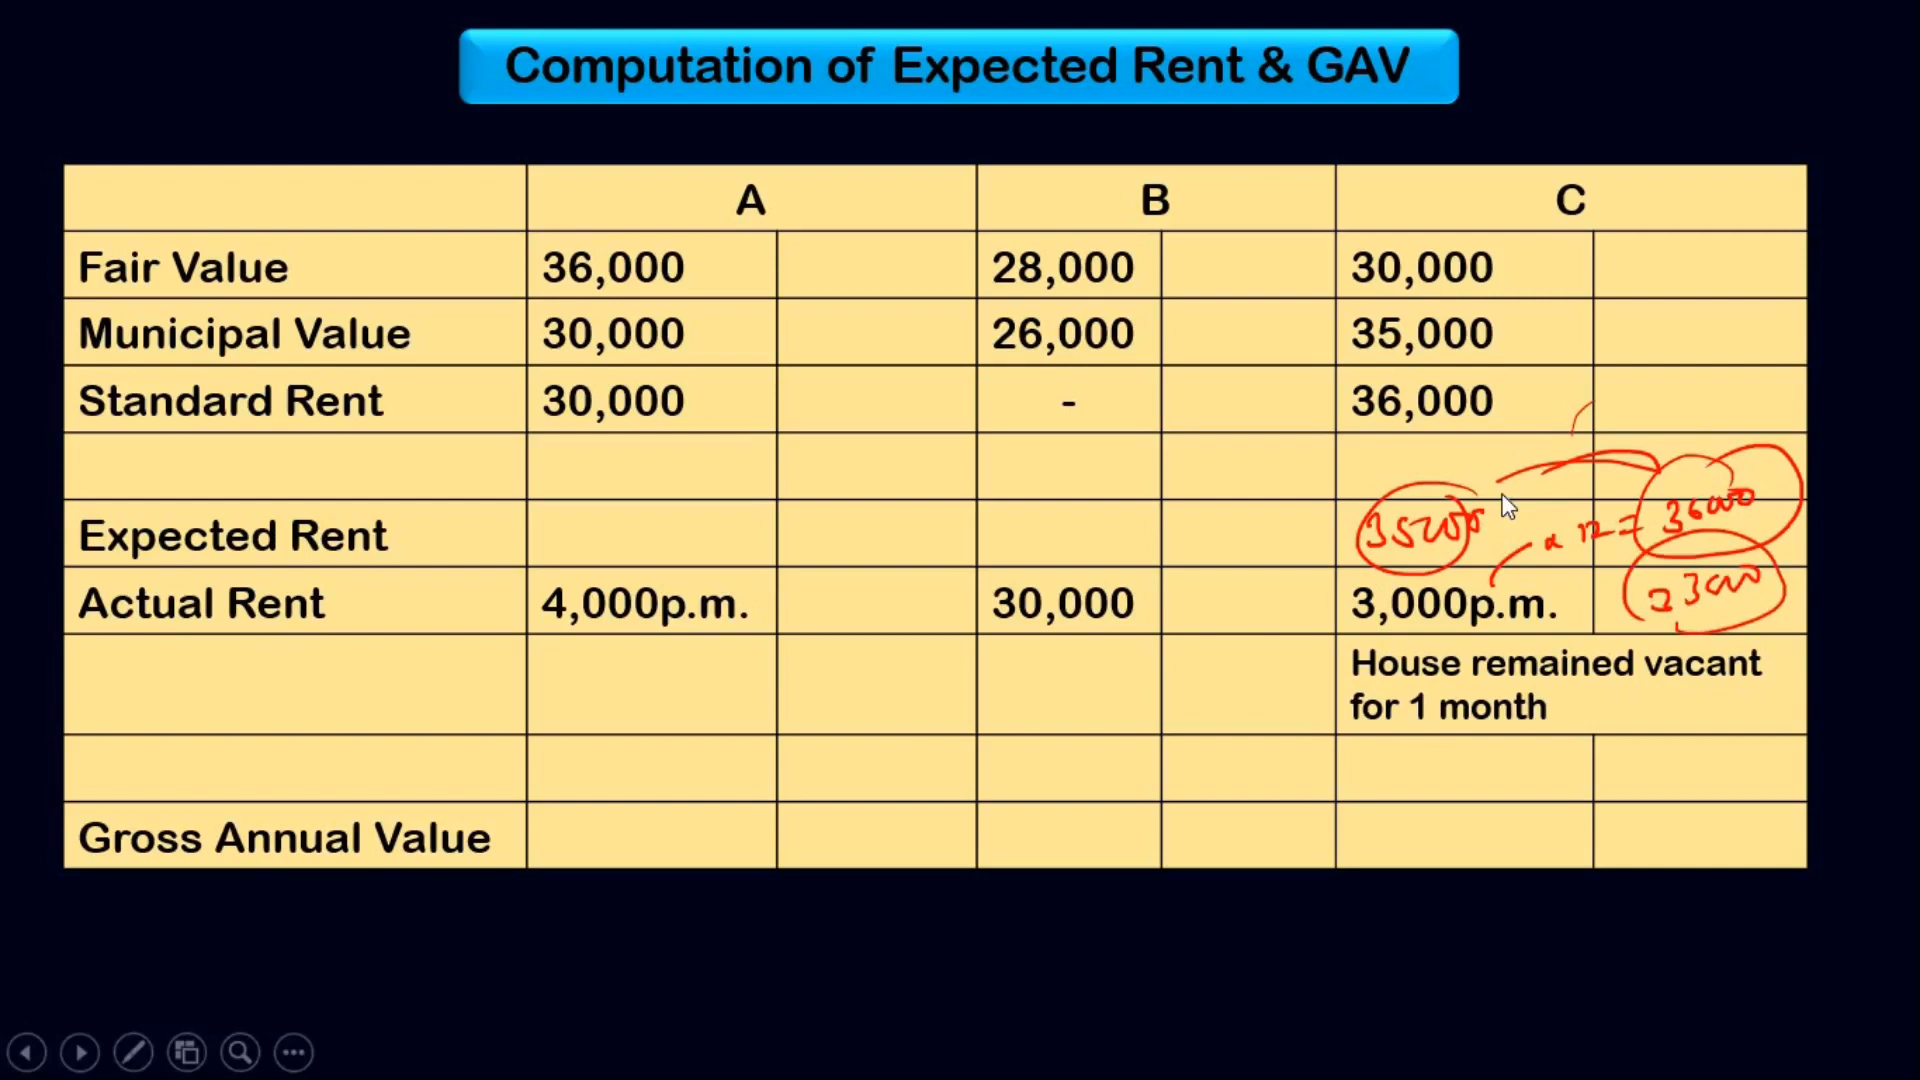 Computation of Expected Rent & GAV
A B C
Fair Value 36,000 28,000 30,000
Municipal Value 30,000 26,000 35,000
Standard Rent 30,000 - 36,000
Expected Rent 35000 x 12 = 36000
Actual Rent 4,000p.m. 30,000 3,000p.m. 3000
House remained vacant
for 1 month
Gross Annual Value